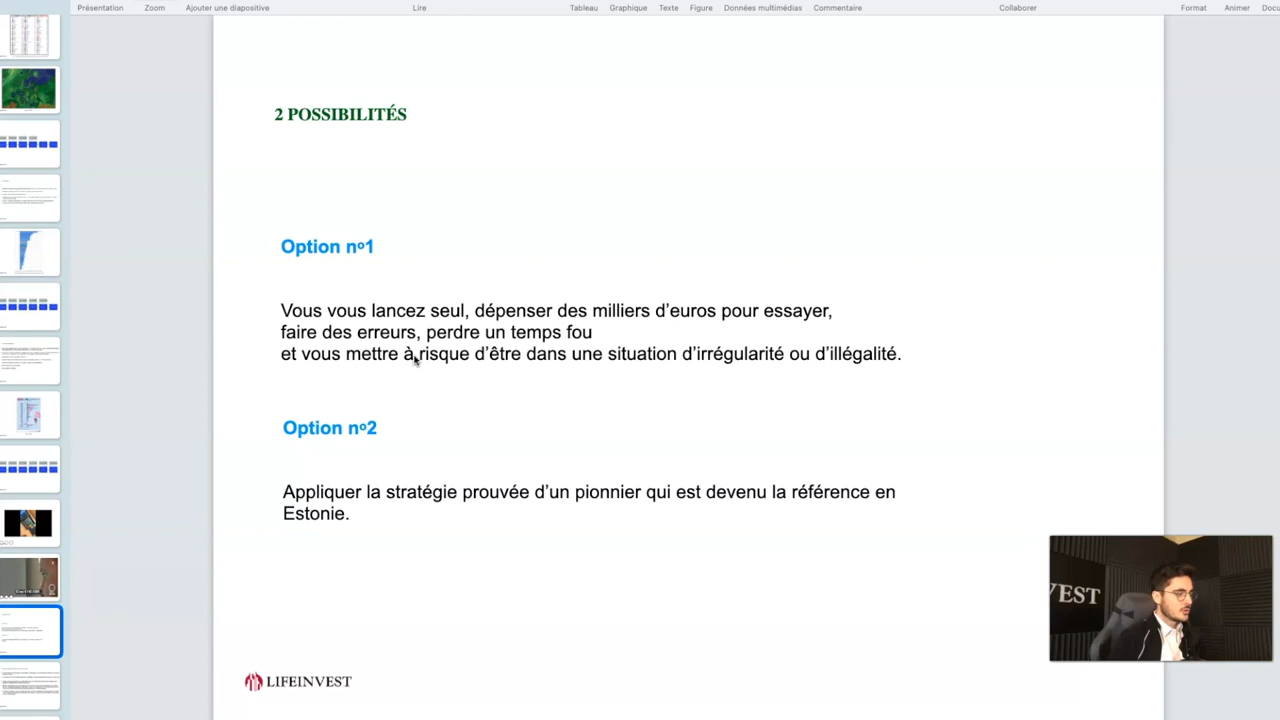 Présentation Zoom Ajouter une diapositive Lire Tableau Graphique Texte Figure Données multimédias Commentaire Collaborer Format Animer Docu
2 POSSIBILITÉS
Option nº1
Vous vous lancez seul, dépenser des milliers d’euros pour essayer,
faire des erreurs, perdre un temps fou
et vous mettre à risque d’être dans une situation d’irrégularité ou d’illégalité.
Option nº2
Appliquer la stratégie prouvée d’un pionnier qui est devenu la référence en
Estonie.
VEST
LIFEINVEST